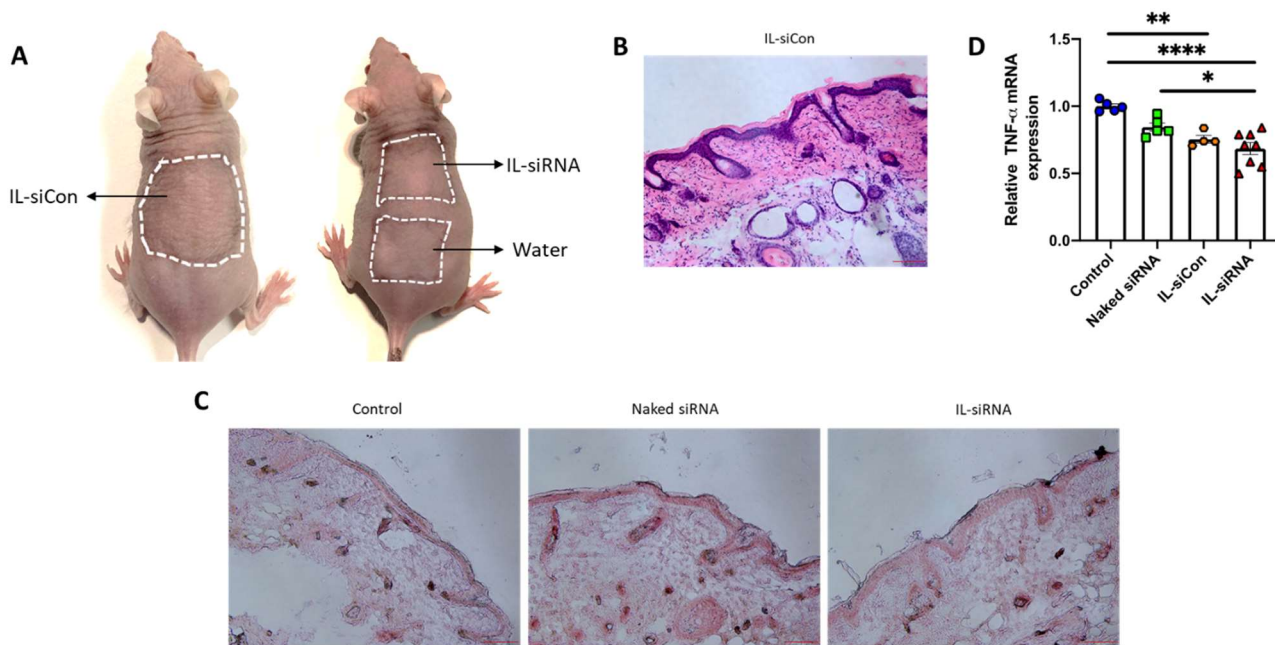 A
IL-siCon
IL-siRNA
Water
B
IL-siCon
D
Relative TNF-α mRNA
expression
**
****
*
1.5
1.0
0.5
0.0
Control
Naked siRNA
IL-siCon
IL-siRNA
C
Control
Naked siRNA
IL-siRNA